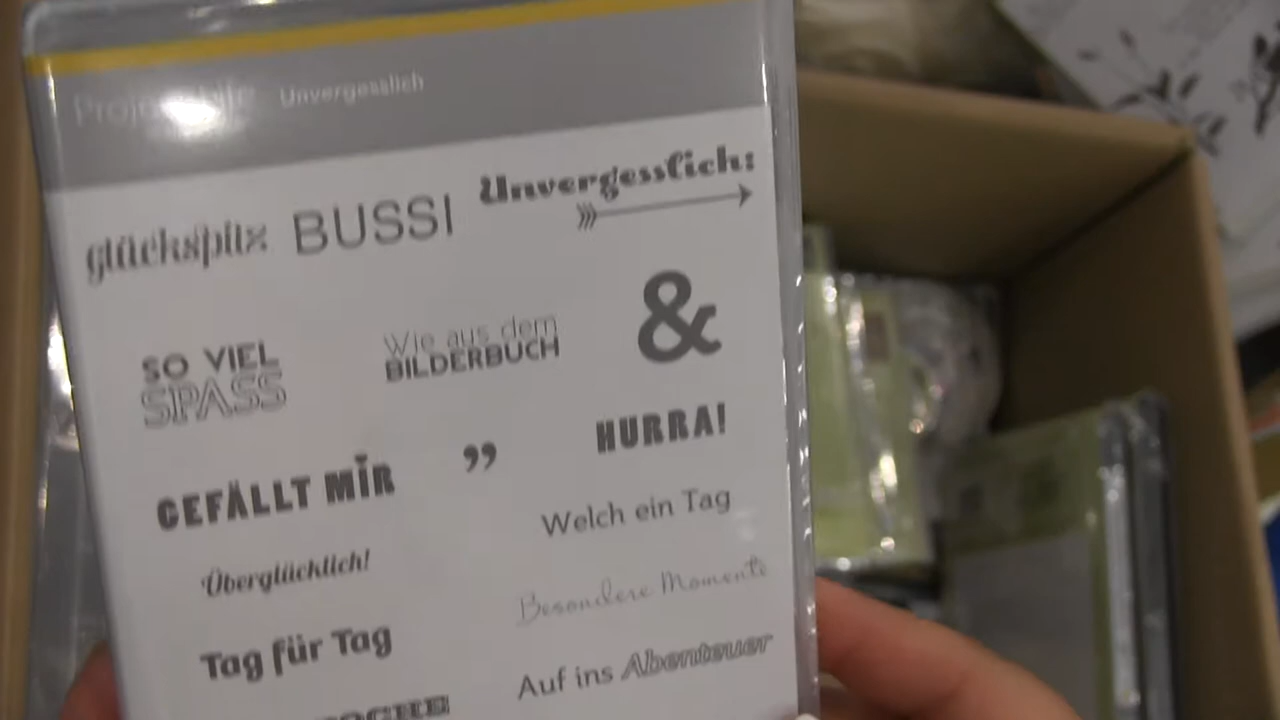 Unvergesslich
glückspilz BUSSI Unvergesslich:
SO VIEL
SPASS
Wie aus dem
BILDERBUCH
&
GEFÄLLT MIR
”
HURRA!
Welch ein Tag
Überglücklich!
Besondere Momente
Tag für Tag
Auf ins Abenteuer